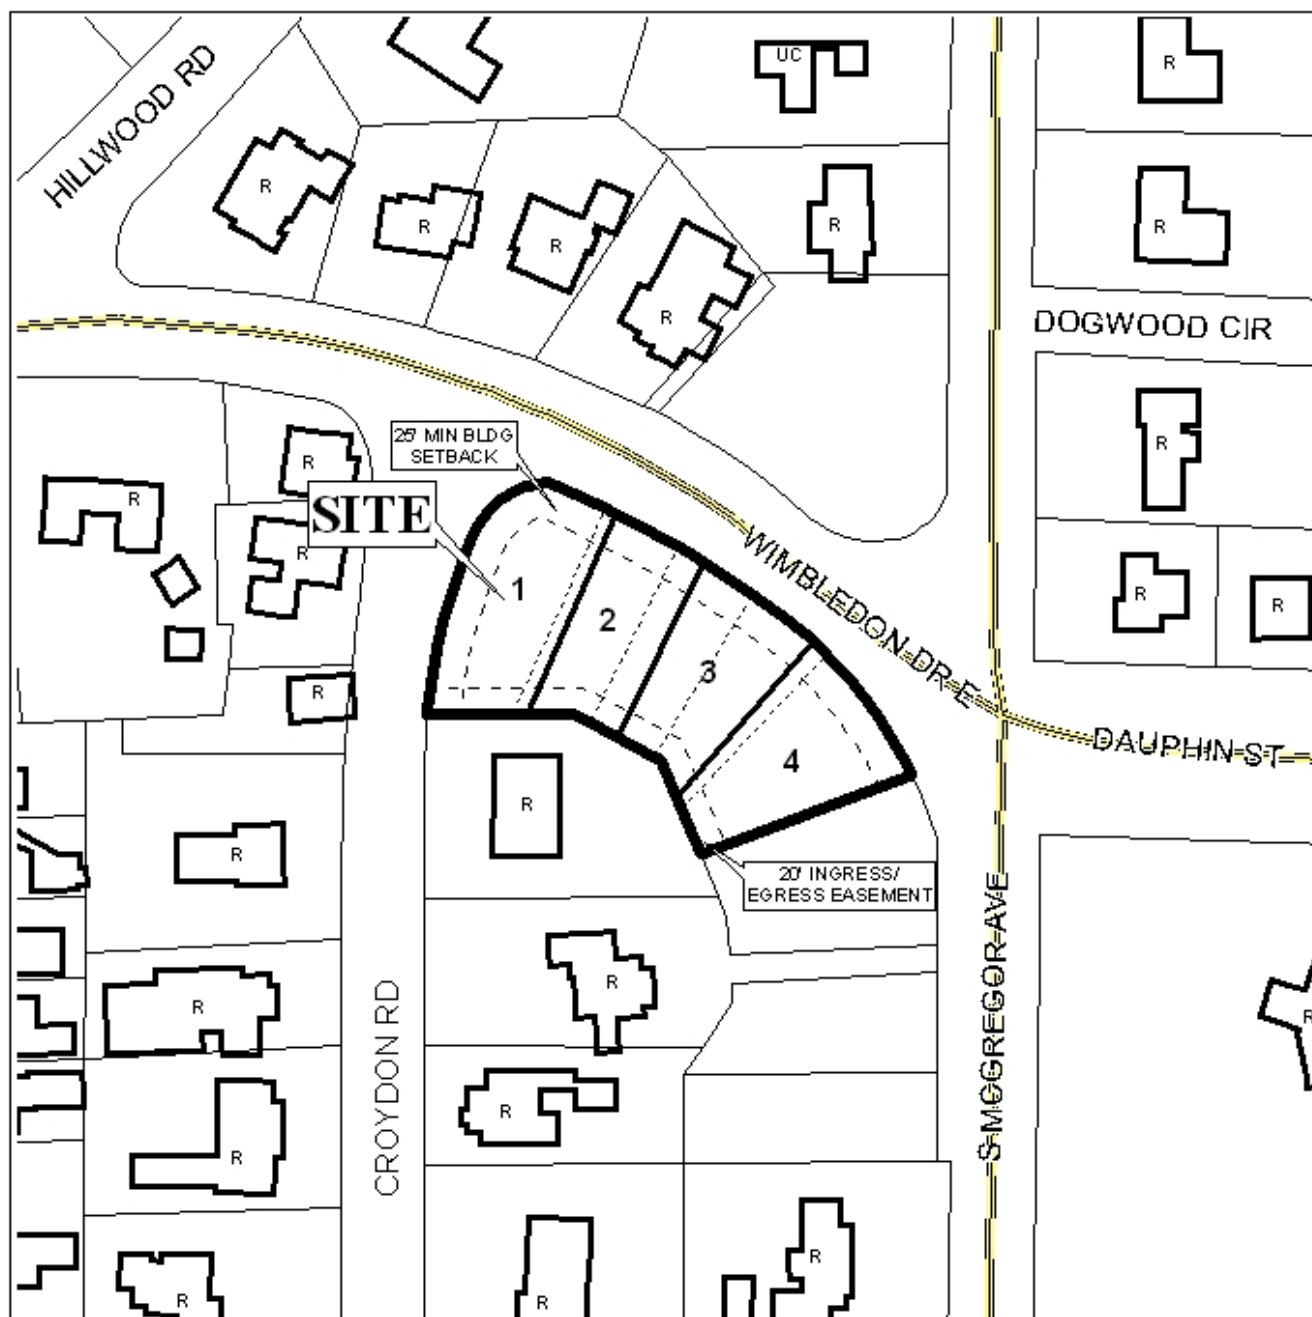 UC
R
HILLWOOD RD
R
R
R
R
R
R
R
DOGWOOD CIR
25' MIN BLDG
SETBACK
R
R
R
SITE
R
WIMBLEDON DR E
1
2
3
4
R
R
R
DAUPHIN ST
R
R
20' INGRESS/
EGRESS EASEMENT
S MCGREGOR AVE
R
R
R
CROYDON RD
R
R
R
R
R